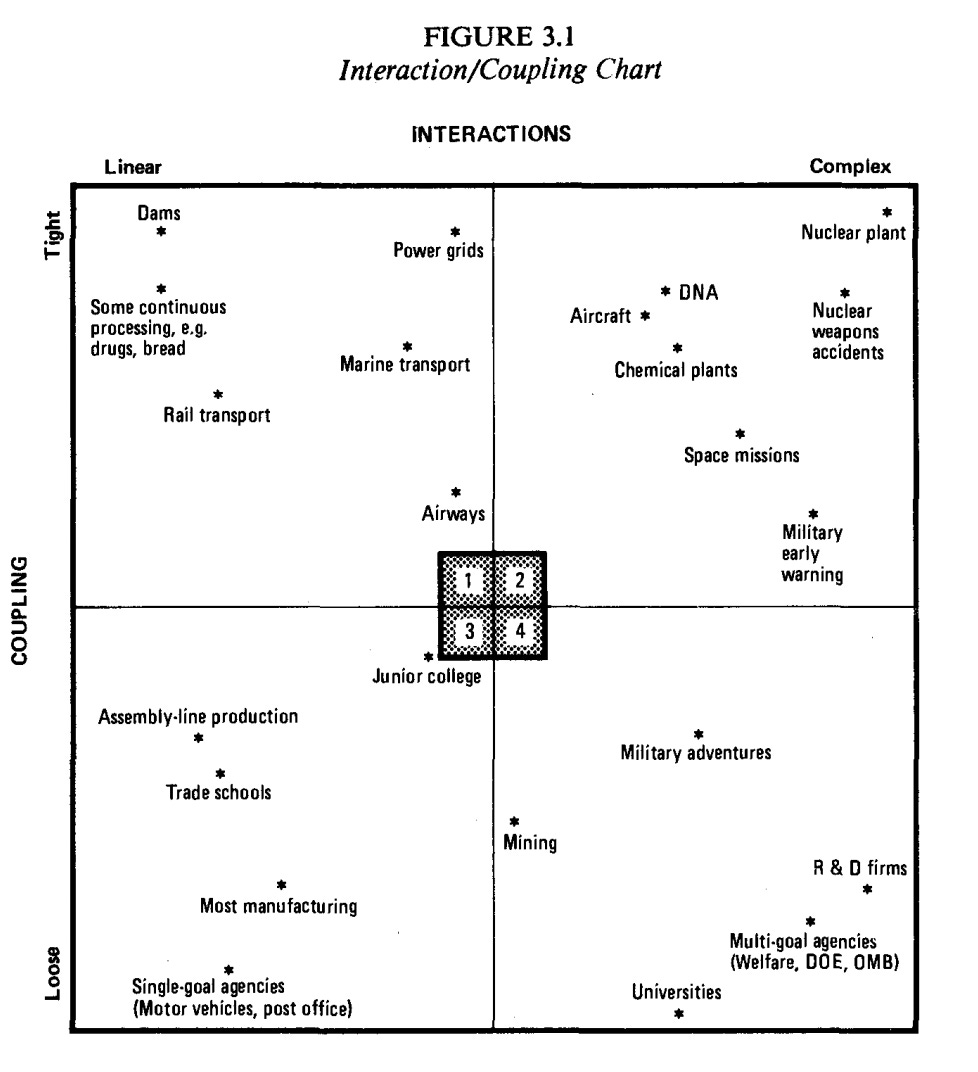 FIGURE 3.1
Interaction/Coupling Chart
INTERACTIONS
Linear
Complex
Tight
Dams
Power grids
Nuclear plant
Some continuous
processing, e.g.
drugs, bread
DNA
Aircraft
Nuclear
weapons
accidents
Marine transport
Chemical plants
Rail transport
Space missions
Airways
Military
early
warning
COUPLING
1
2
3
4
Junior college
Assembly-line production
Military adventures
Trade schools
Mining
R & D firms
Most manufacturing
Multi-goal agencies
(Welfare, DOE, OMB)
Loose
Single-goal agencies
(Motor vehicles, post office)
Universities